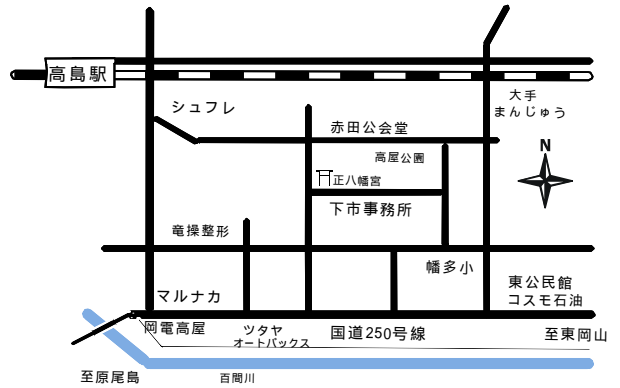 高島駅
シュフレ
大手
まんじゅう
赤田公会堂
高屋公園
N
正八幡宮
下市事務所
竜操整形
幡多小
マルナカ
東公民館
コスモ石油
岡電高屋
ツタヤ
オートバックス
国道250号線
至東岡山
至原尾島
百間川